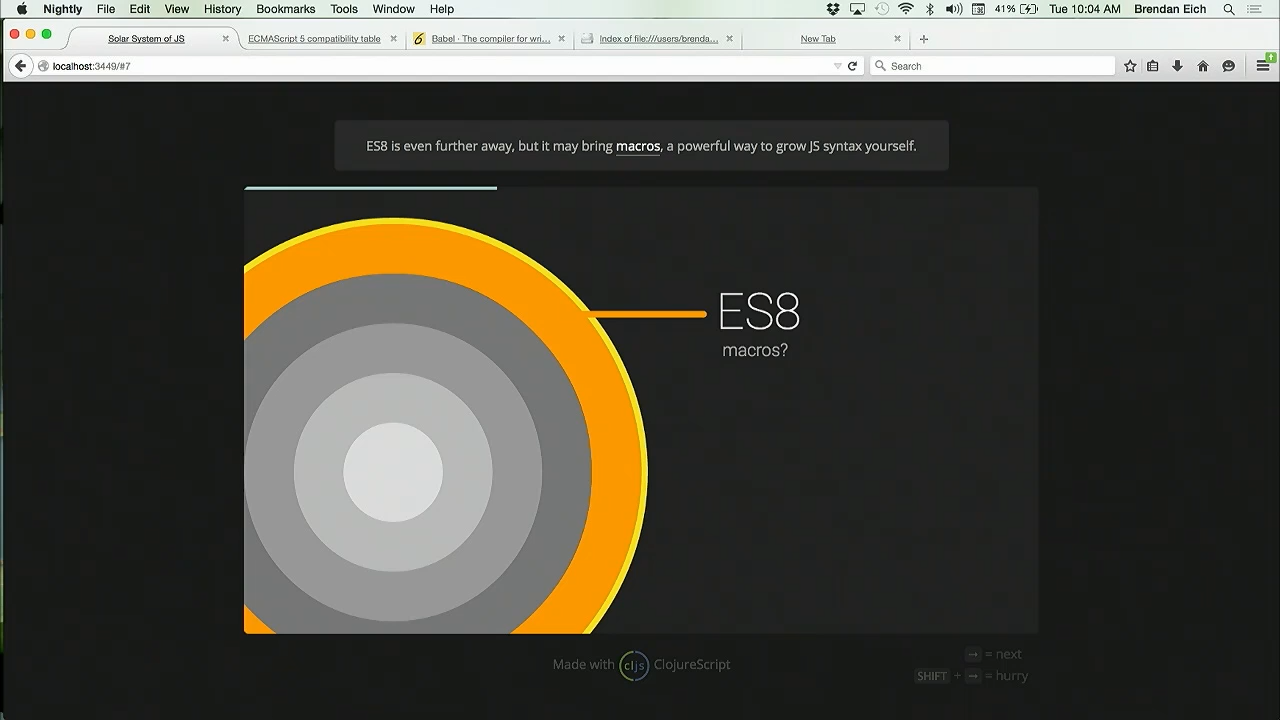 Nightly File Edit View History Bookmarks Tools Window Help 41% Tue 10:04 AM Brendan Eich
Solar System of JS ECMAScript 5 compatibility table Babel · The compiler for wri... Index of file:///users/brenda... New Tab
localhost:3449/#7 Search
ES8 is even further away, but it may bring macros, a powerful way to grow JS syntax yourself.
ES8
macros?
Made with cljs ClojureScript
→ = next
SHIFT + → = hurry